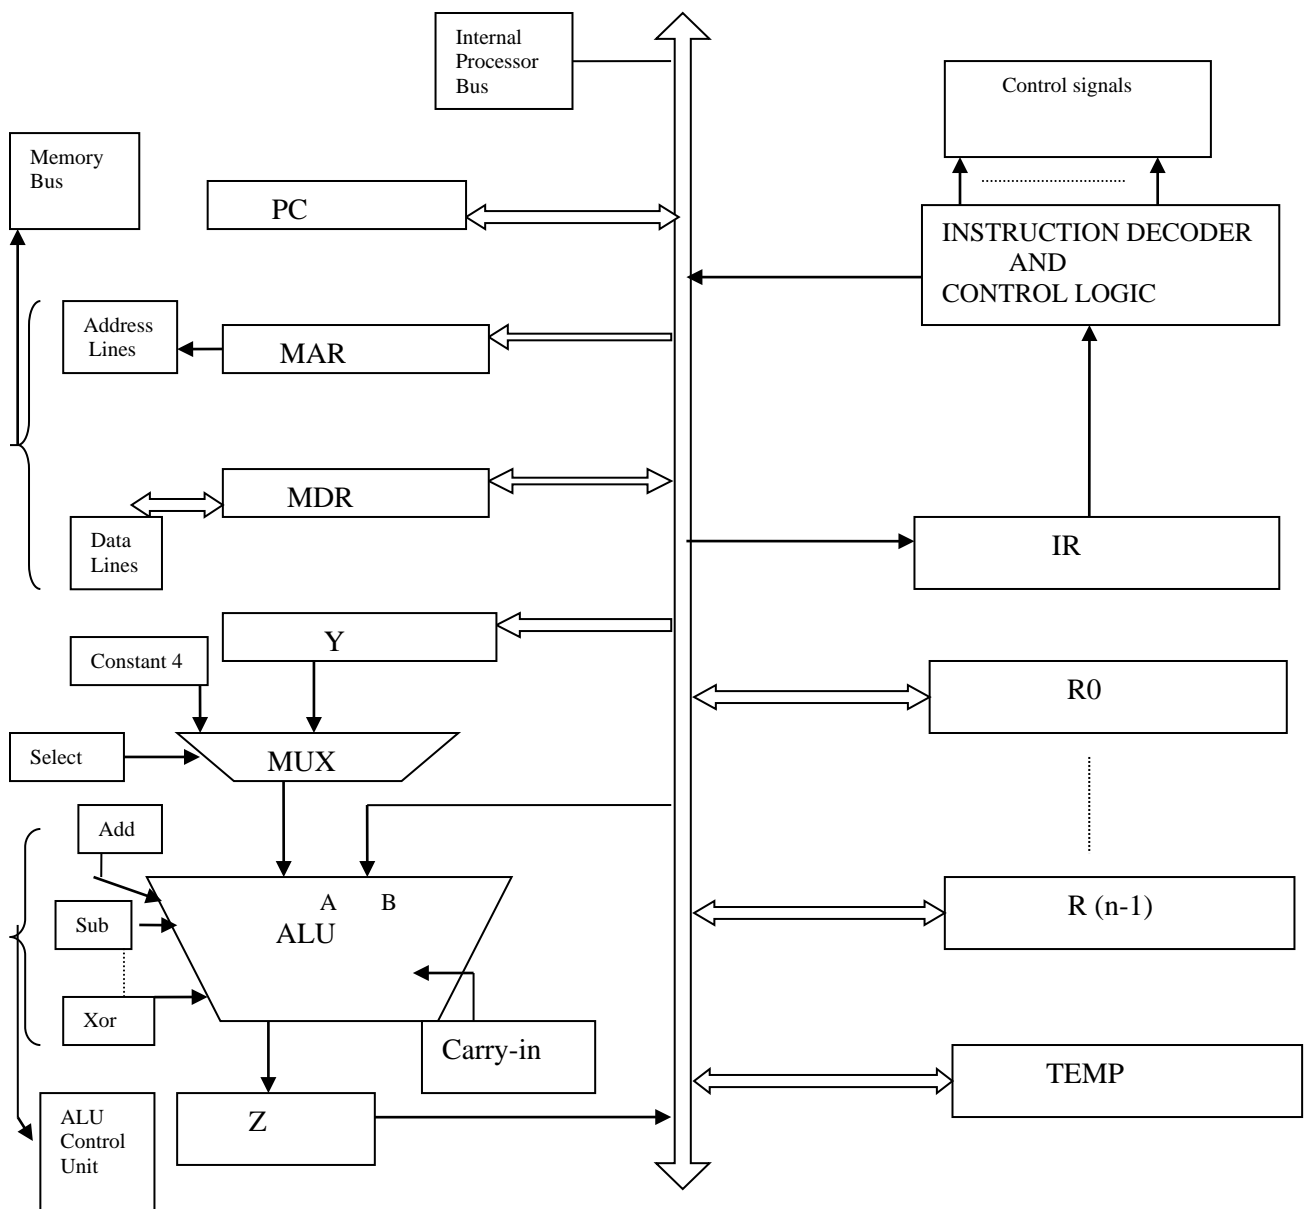 Internal
Processor
Bus
Control signals
Memory
Bus
PC
INSTRUCTION DECODER
AND
CONTROL LOGIC
Address
Lines
MAR
MDR
Data
Lines
IR
Y
Constant 4
R0
Select
MUX
Add
A B
R (n-1)
Sub
ALU
Xor
Carry-in
TEMP
Z
ALU
Control
Unit